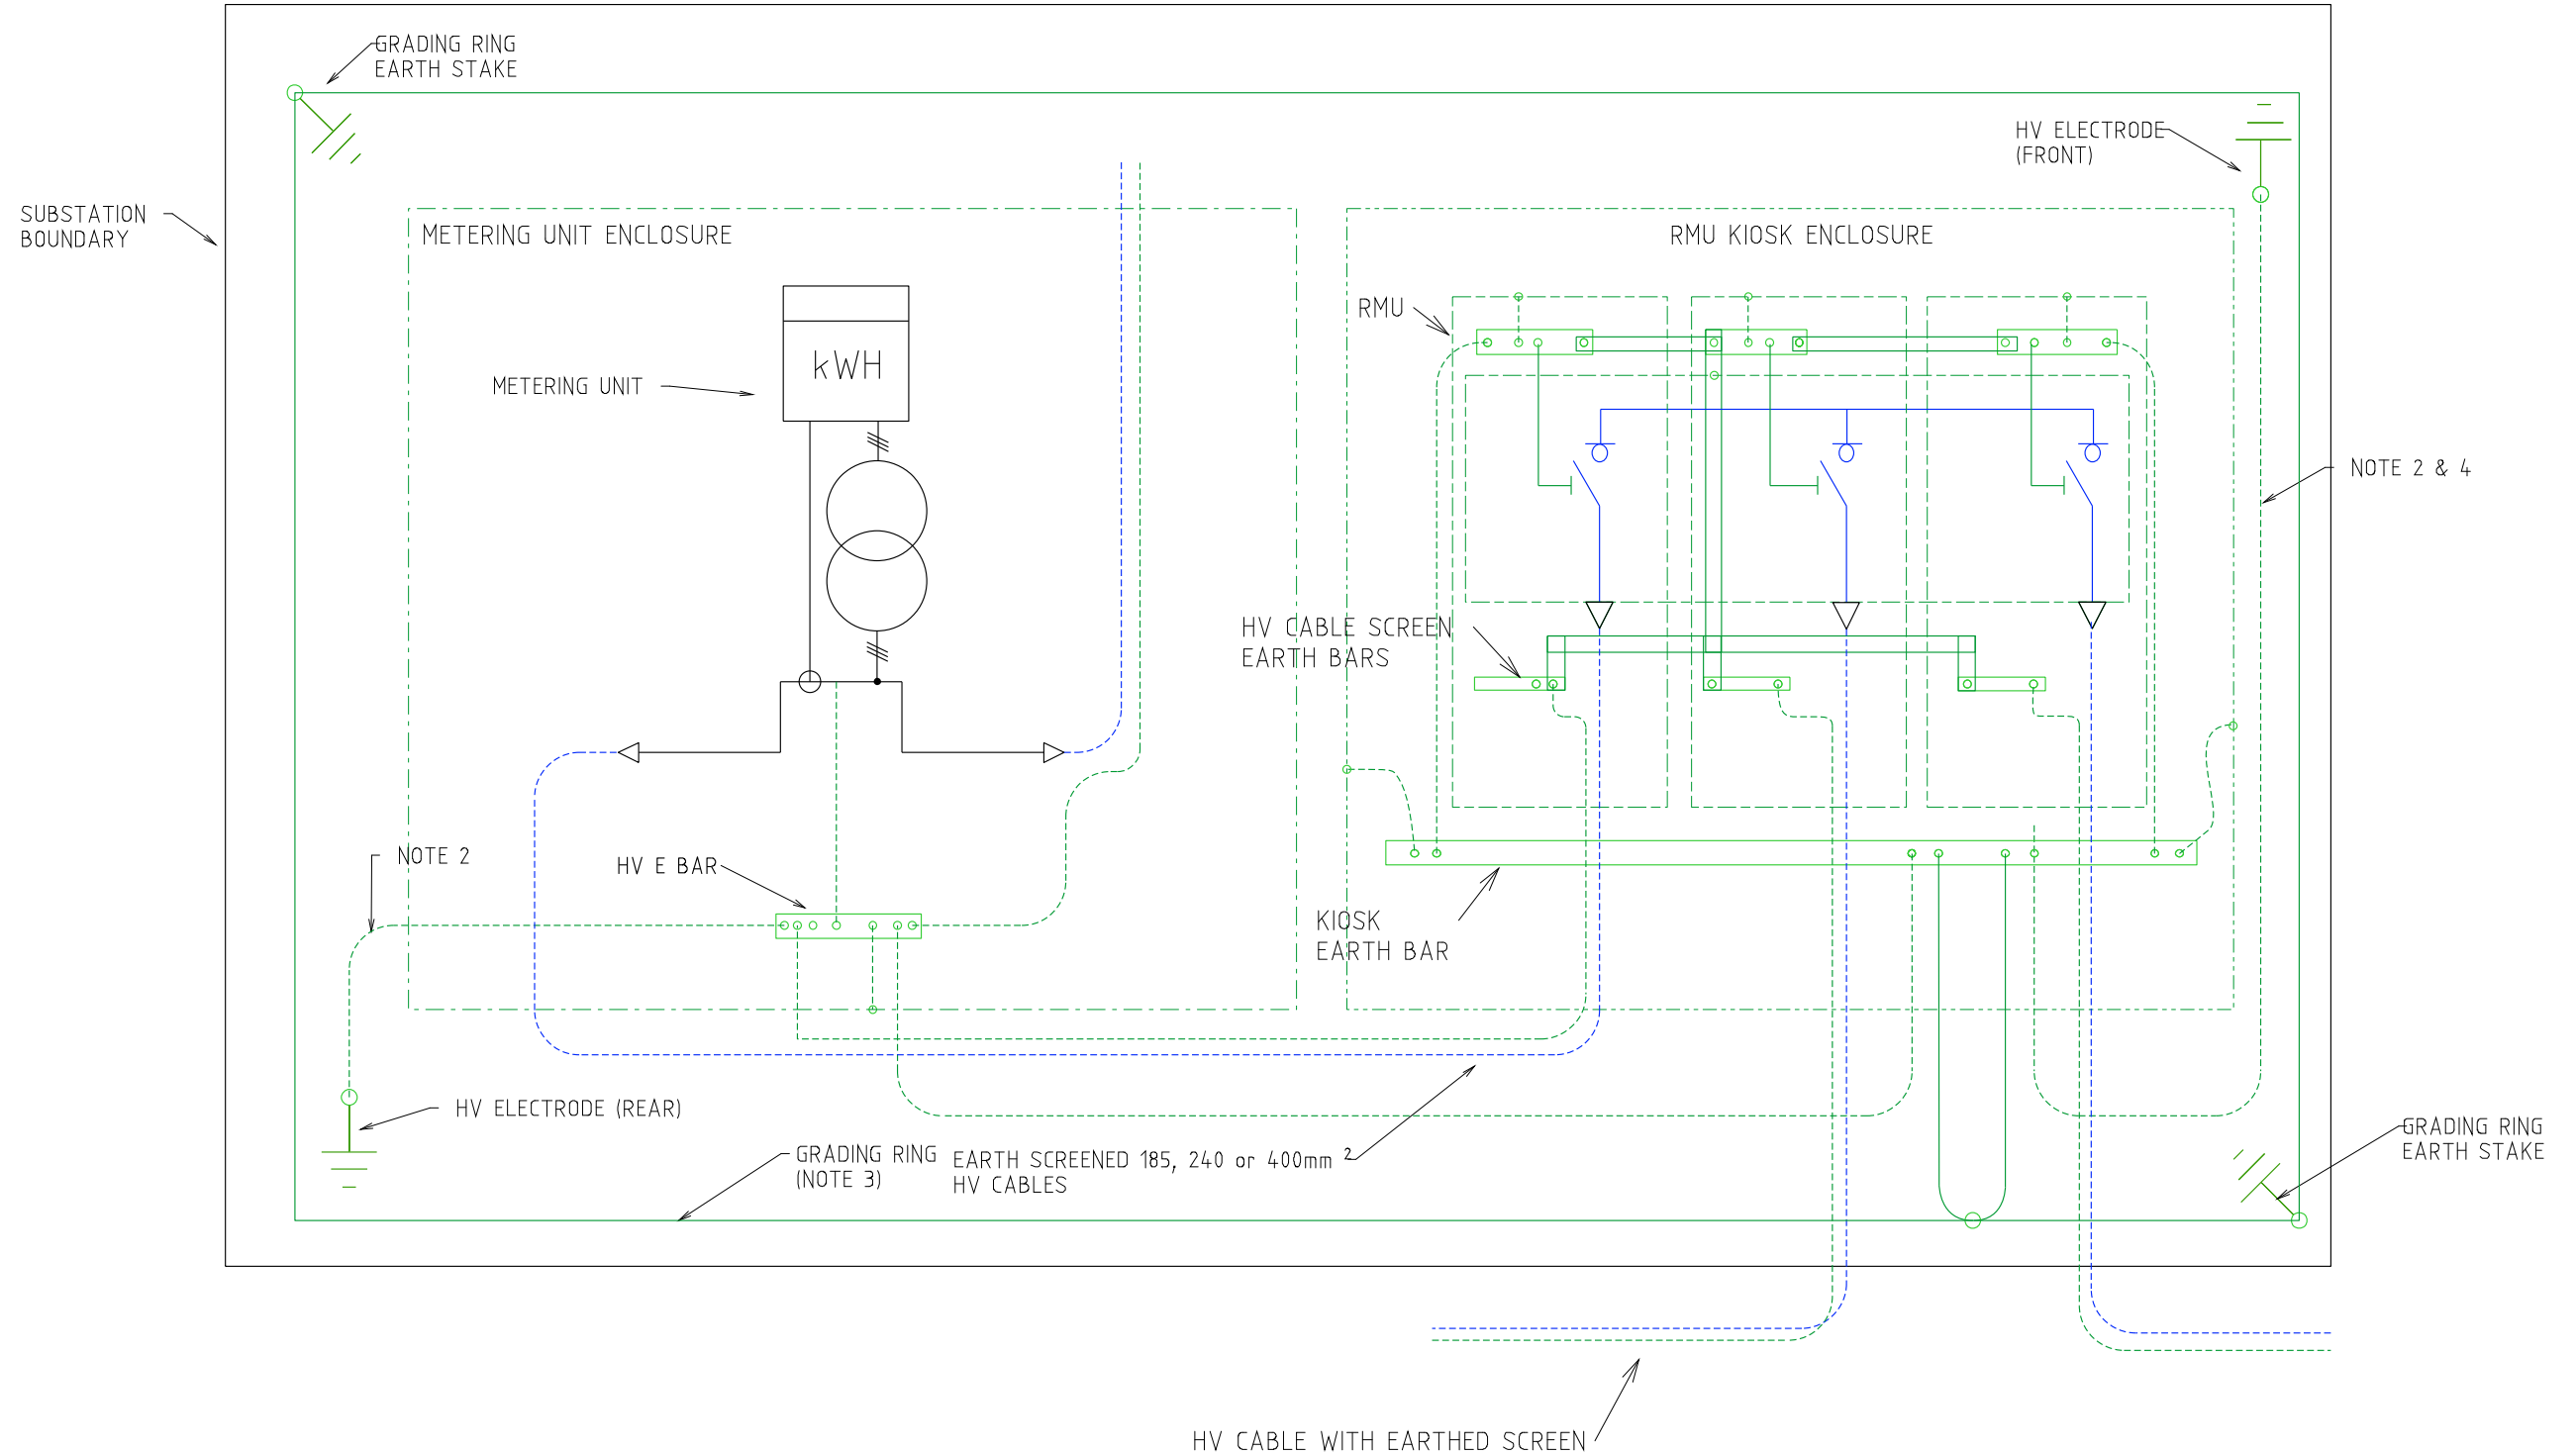 GRADING RING
EARTH STAKE
HV ELECTRODE
(FRONT)
SUBSTATION
BOUNDARY
METERING UNIT ENCLOSURE
RMU KIOSK ENCLOSURE
RMU
kWH
METERING UNIT
NOTE 2 & 4
HV CABLE SCREEN
EARTH BARS
NOTE 2
HV E BAR
KIOSK
EARTH BAR
HV ELECTRODE (REAR)
GRADING RING
(NOTE 3)
EARTH SCREENED 185, 240 or 400mm 2
HV CABLES
GRADING RING
EARTH STAKE
HV CABLE WITH EARTHED SCREEN